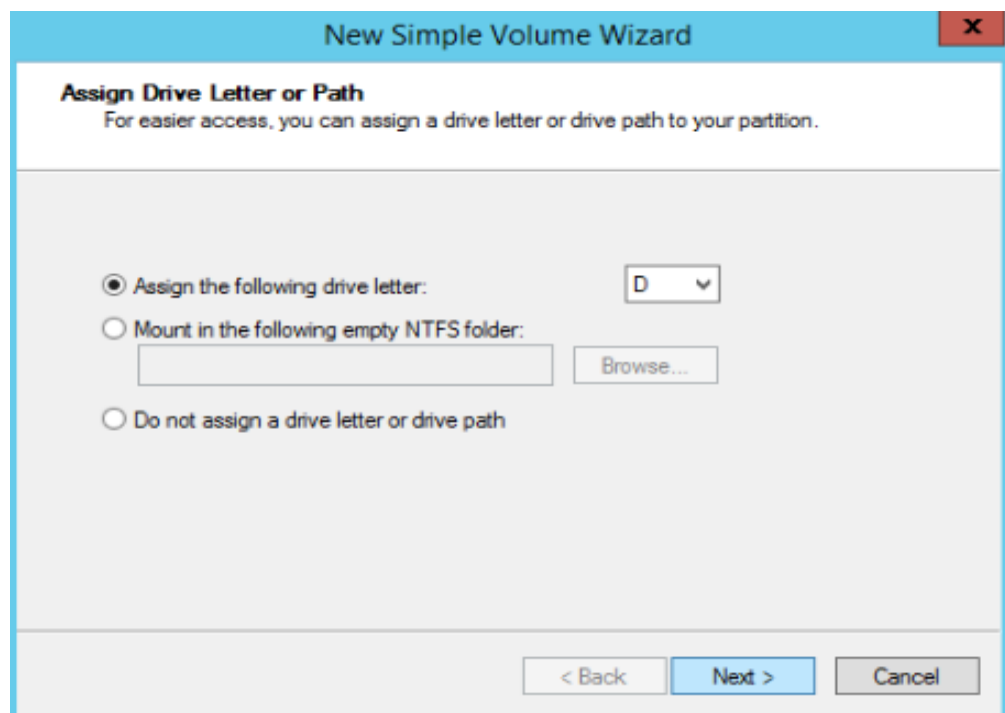 New Simple Volume Wizard
x
Assign Drive Letter or Path
For easier access, you can assign a drive letter or drive path to your partition.
Assign the following drive letter: D
Mount in the following empty NTFS folder:
Browse...
Do not assign a drive letter or drive path
< Back Next > Cancel